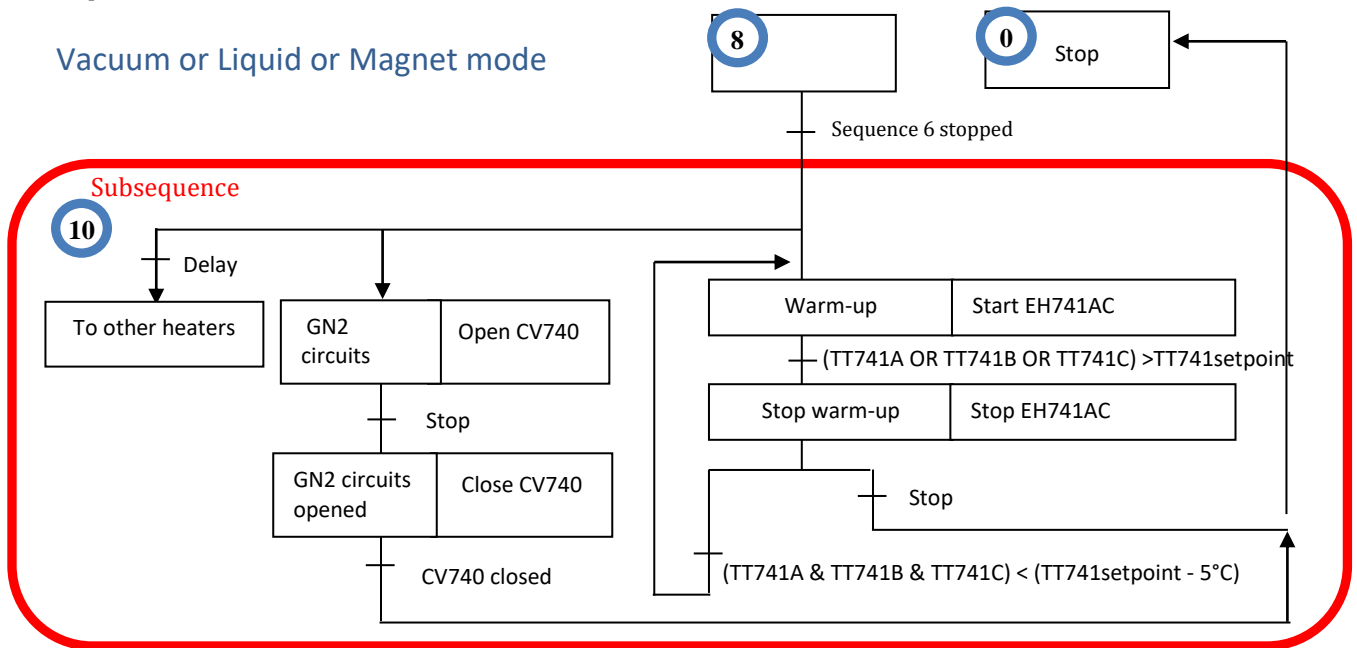 8
0
Stop
Vacuum or Liquid or Magnet mode
Sequence 6 stopped
Subsequence
10
Delay
To other heaters
GN2
circuits
Open CV740
Warm-up
Start EH741AC
(TT741A OR TT741B OR TT741C) >TT741setpoint
Stop warm-up
Stop EH741AC
Stop
GN2 circuits
opened
Close CV740
Stop
CV740 closed
(TT741A & TT741B & TT741C) < (TT741setpoint - 5°C)